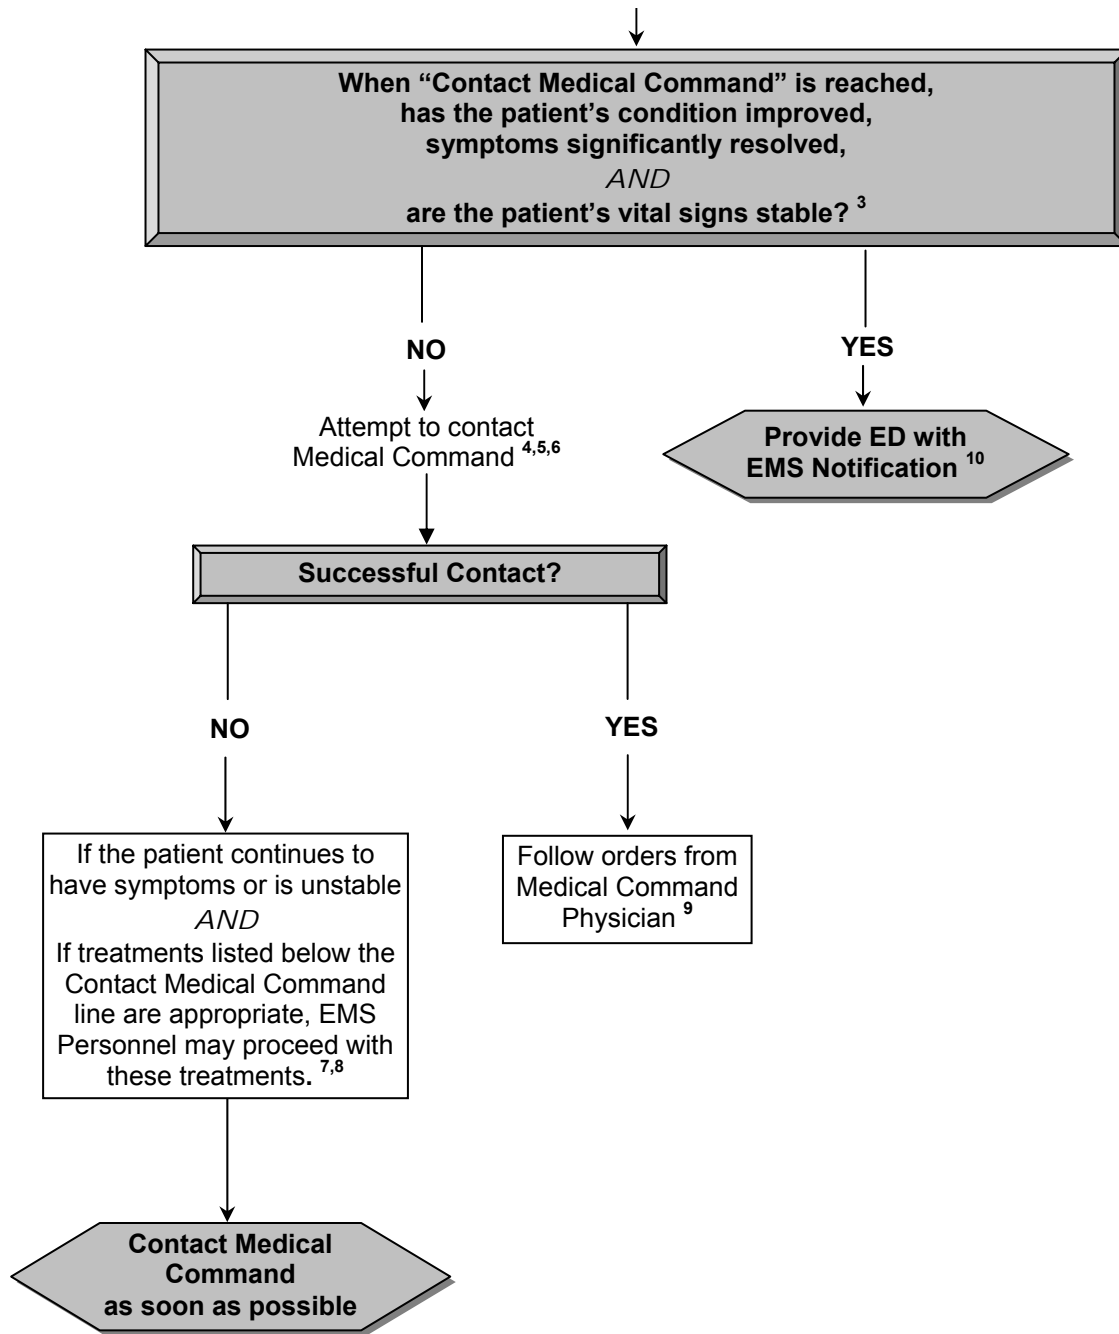 When “Contact Medical Command” is reached,
has the patient’s condition improved,
symptoms significantly resolved,
AND
are the patient’s vital signs stable? 3
NO
YES
Attempt to contact
Medical Command 4,5,6
Provide ED with
EMS Notification 10
Successful Contact?
NO
YES
If the patient continues to
have symptoms or is unstable
AND
If treatments listed below the
Contact Medical Command
line are appropriate, EMS
Personnel may proceed with
these treatments. 7,8
Follow orders from
Medical Command
Physician 9
Contact Medical
Command
as soon as possible